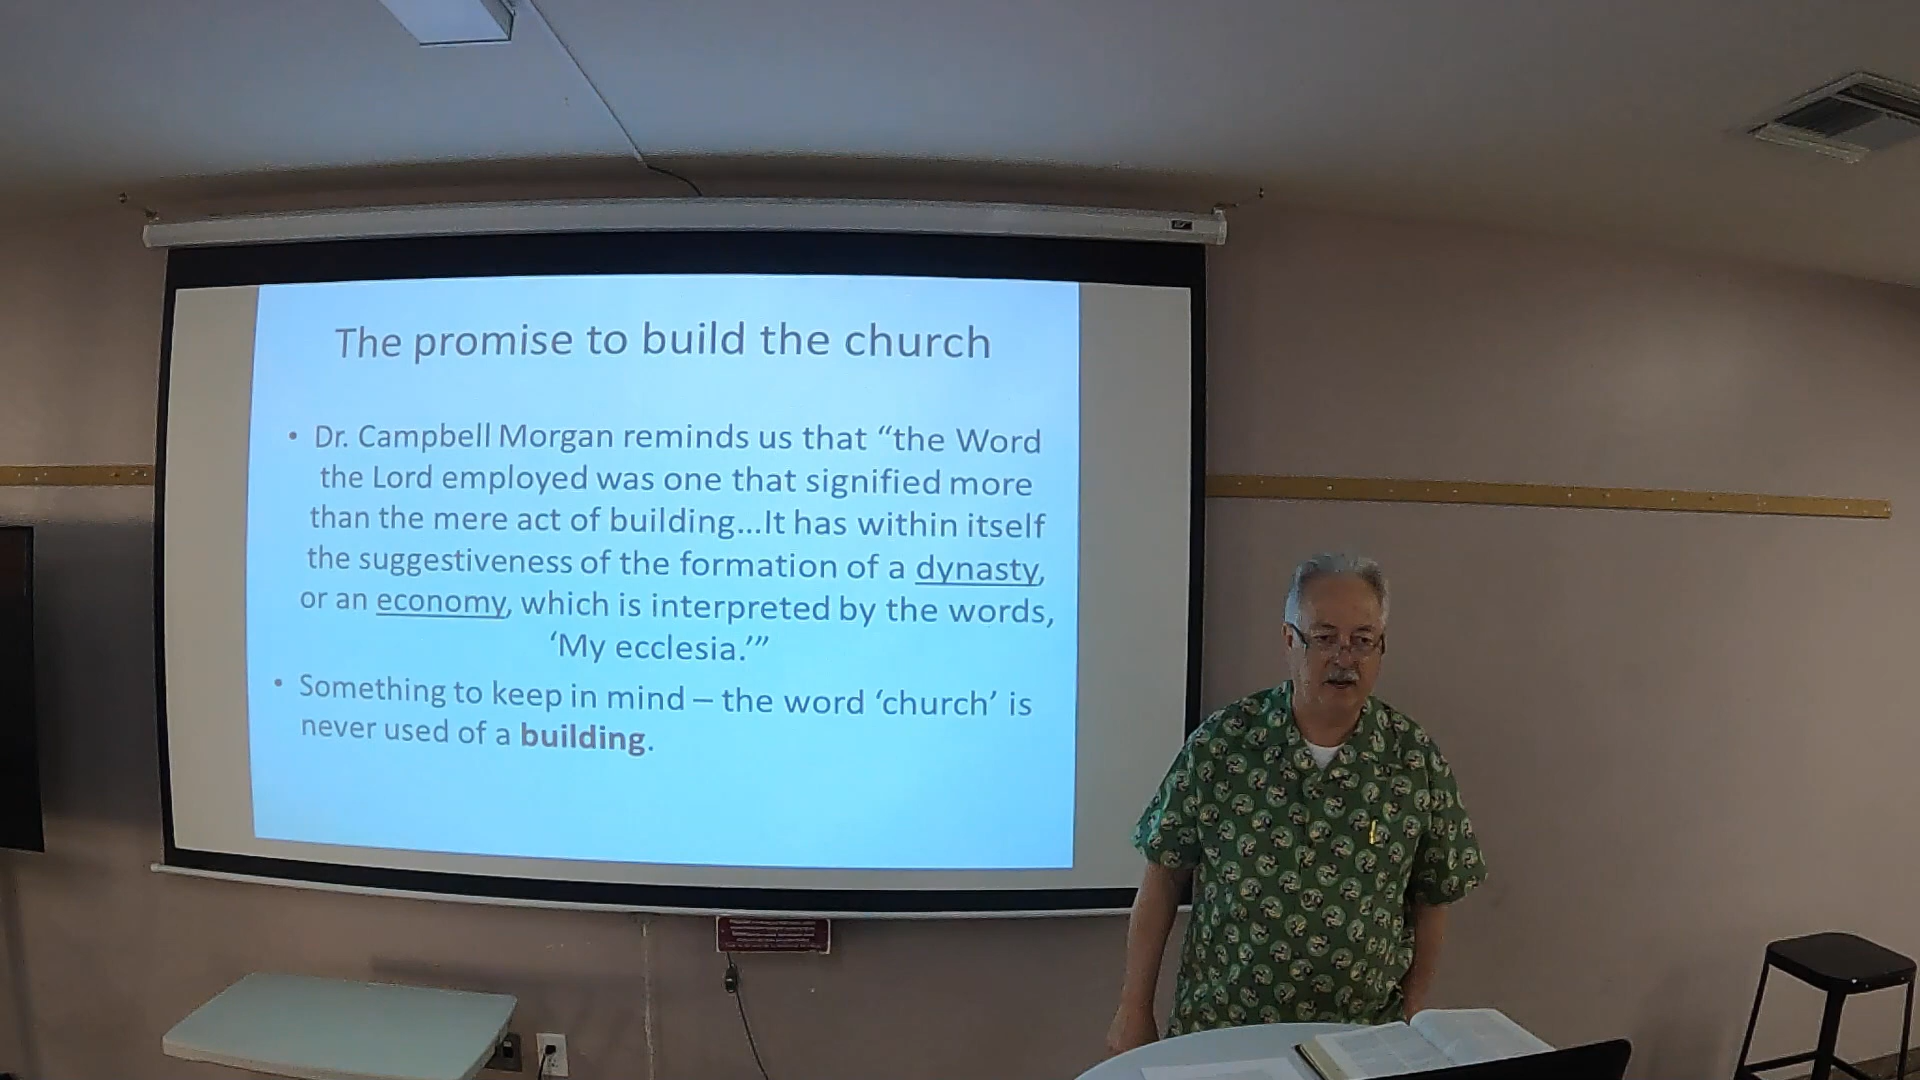 The promise to build the church
• Dr. Campbell Morgan reminds us that “the Word
the Lord employed was one that signified more
than the mere act of building...It has within itself
the suggestiveness of the formation of a dynasty,
or an economy, which is interpreted by the words,
‘My ecclesia.’”
• Something to keep in mind – the word ‘church’ is
never used of a building.